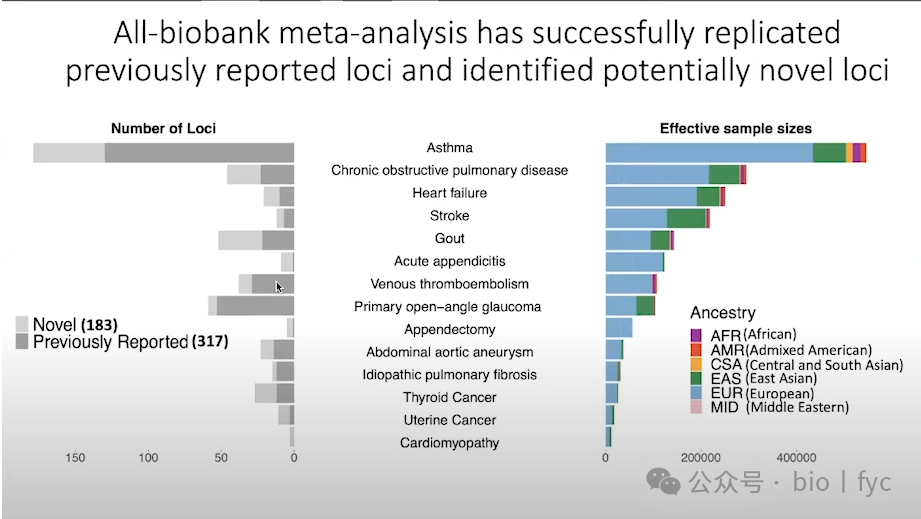 All-biobank meta-analysis has successfully replicated
previously reported loci and identified potentially novel loci
Number of Loci
Effective sample sizes
Asthma
Chronic obstructive pulmonary disease
Heart failure
Stroke
Gout
Acute appendicitis
Venous thromboembolism
Primary open-angle glaucoma
Appendectomy
Abdominal aortic aneurysm
Idiopathic pulmonary fibrosis
Thyroid Cancer
Uterine Cancer
Cardiomyopathy
Novel (183)
Previously Reported (317)
150 100 50 0
Ancestry
AFR (African)
AMR (Admixed American)
CSA (Central and South Asian)
EAS (East Asian)
EUR (European)
MID (Middle Eastern)
0 200000 400000
公众号 · bio | fyc